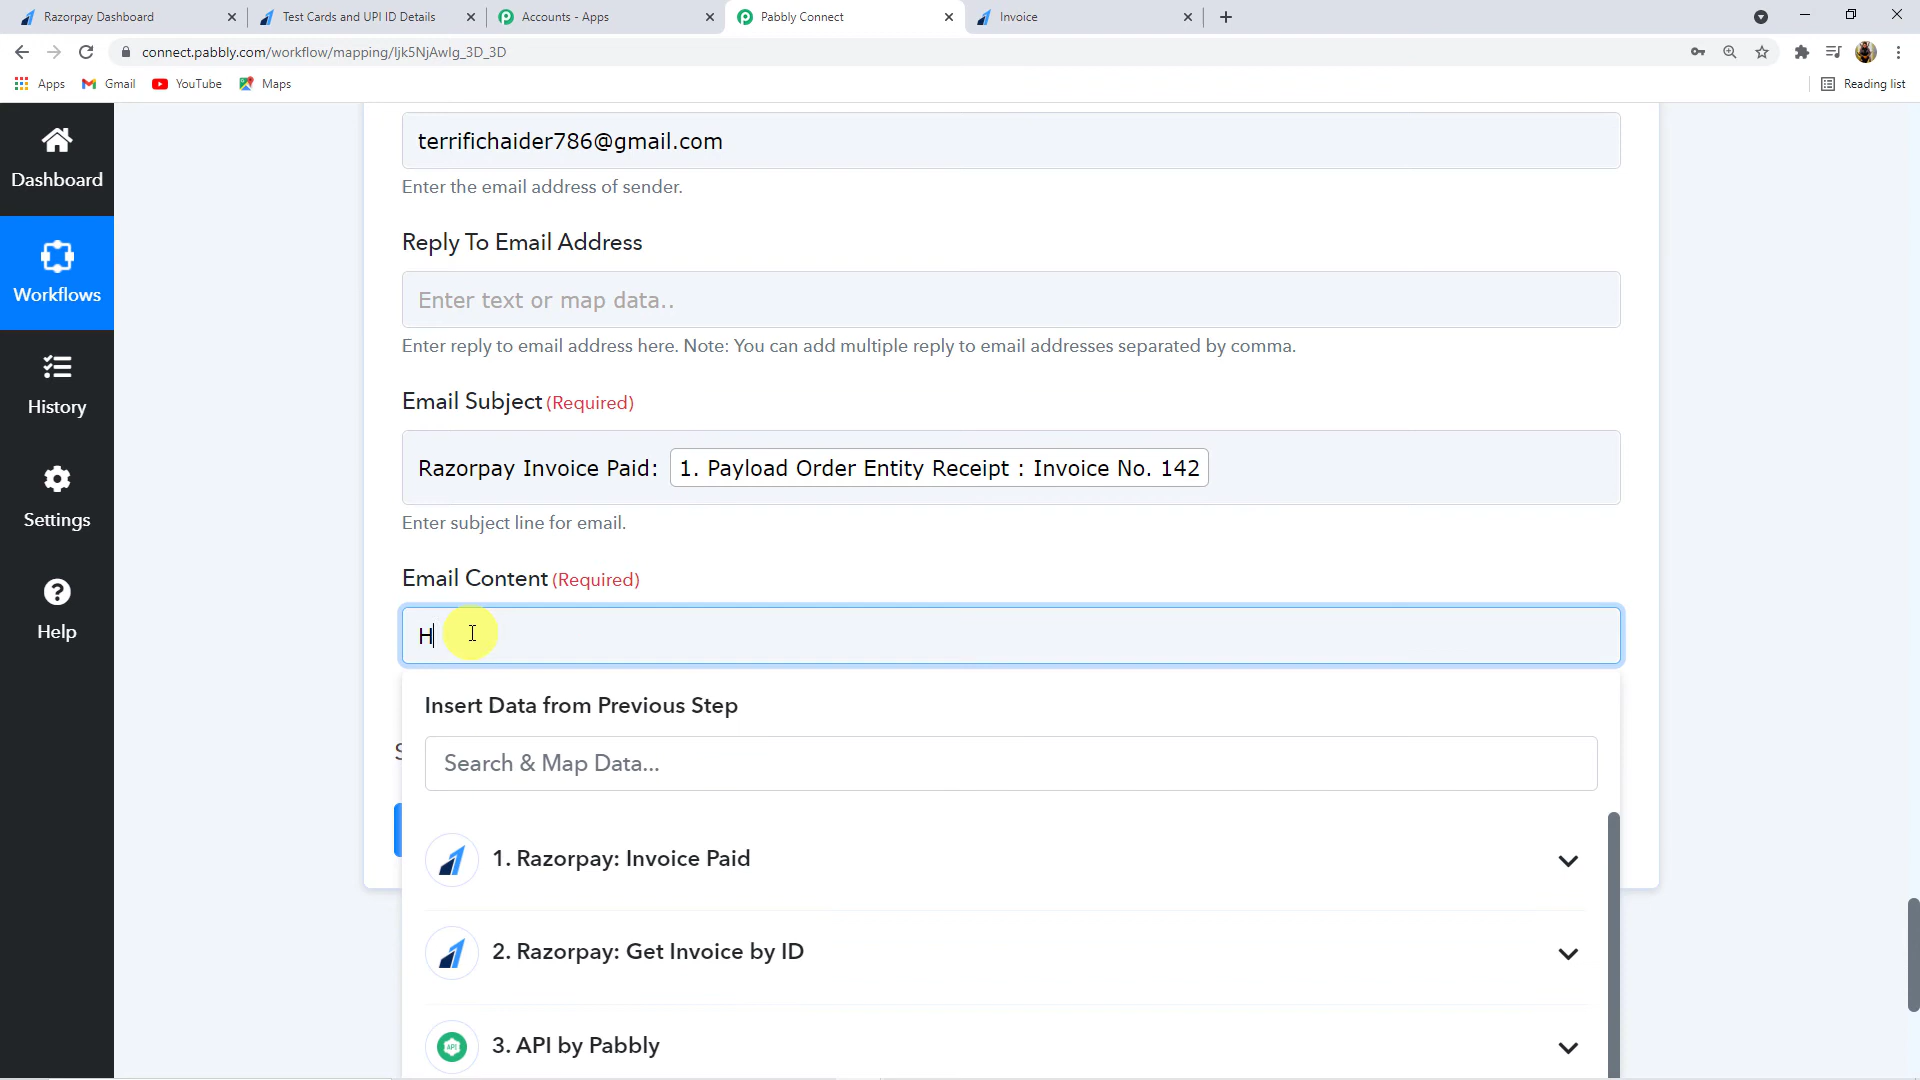 Razorpay Dashboard
Test Cards and UPI ID Details
Accounts - Apps
Pabbly Connect
Invoice
connect.pabbly.com/workflow/mapping/Ijk5NjAwIg_3D_3D
Apps
Gmail
YouTube
Maps
Reading list
Dashboard
Workflows
History
Settings
Help
terrifichaider786@gmail.com
Enter the email address of sender.
Reply To Email Address
Enter text or map data..
Enter reply to email address here. Note: You can add multiple reply to email addresses separated by comma.
Email Subject (Required)
Razorpay Invoice Paid: 1. Payload Order Entity Receipt : Invoice No. 142
Enter subject line for email.
Email Content (Required)
H
Insert Data from Previous Step
Search & Map Data...
1. Razorpay: Invoice Paid
2. Razorpay: Get Invoice by ID
API
3. API by Pabbly